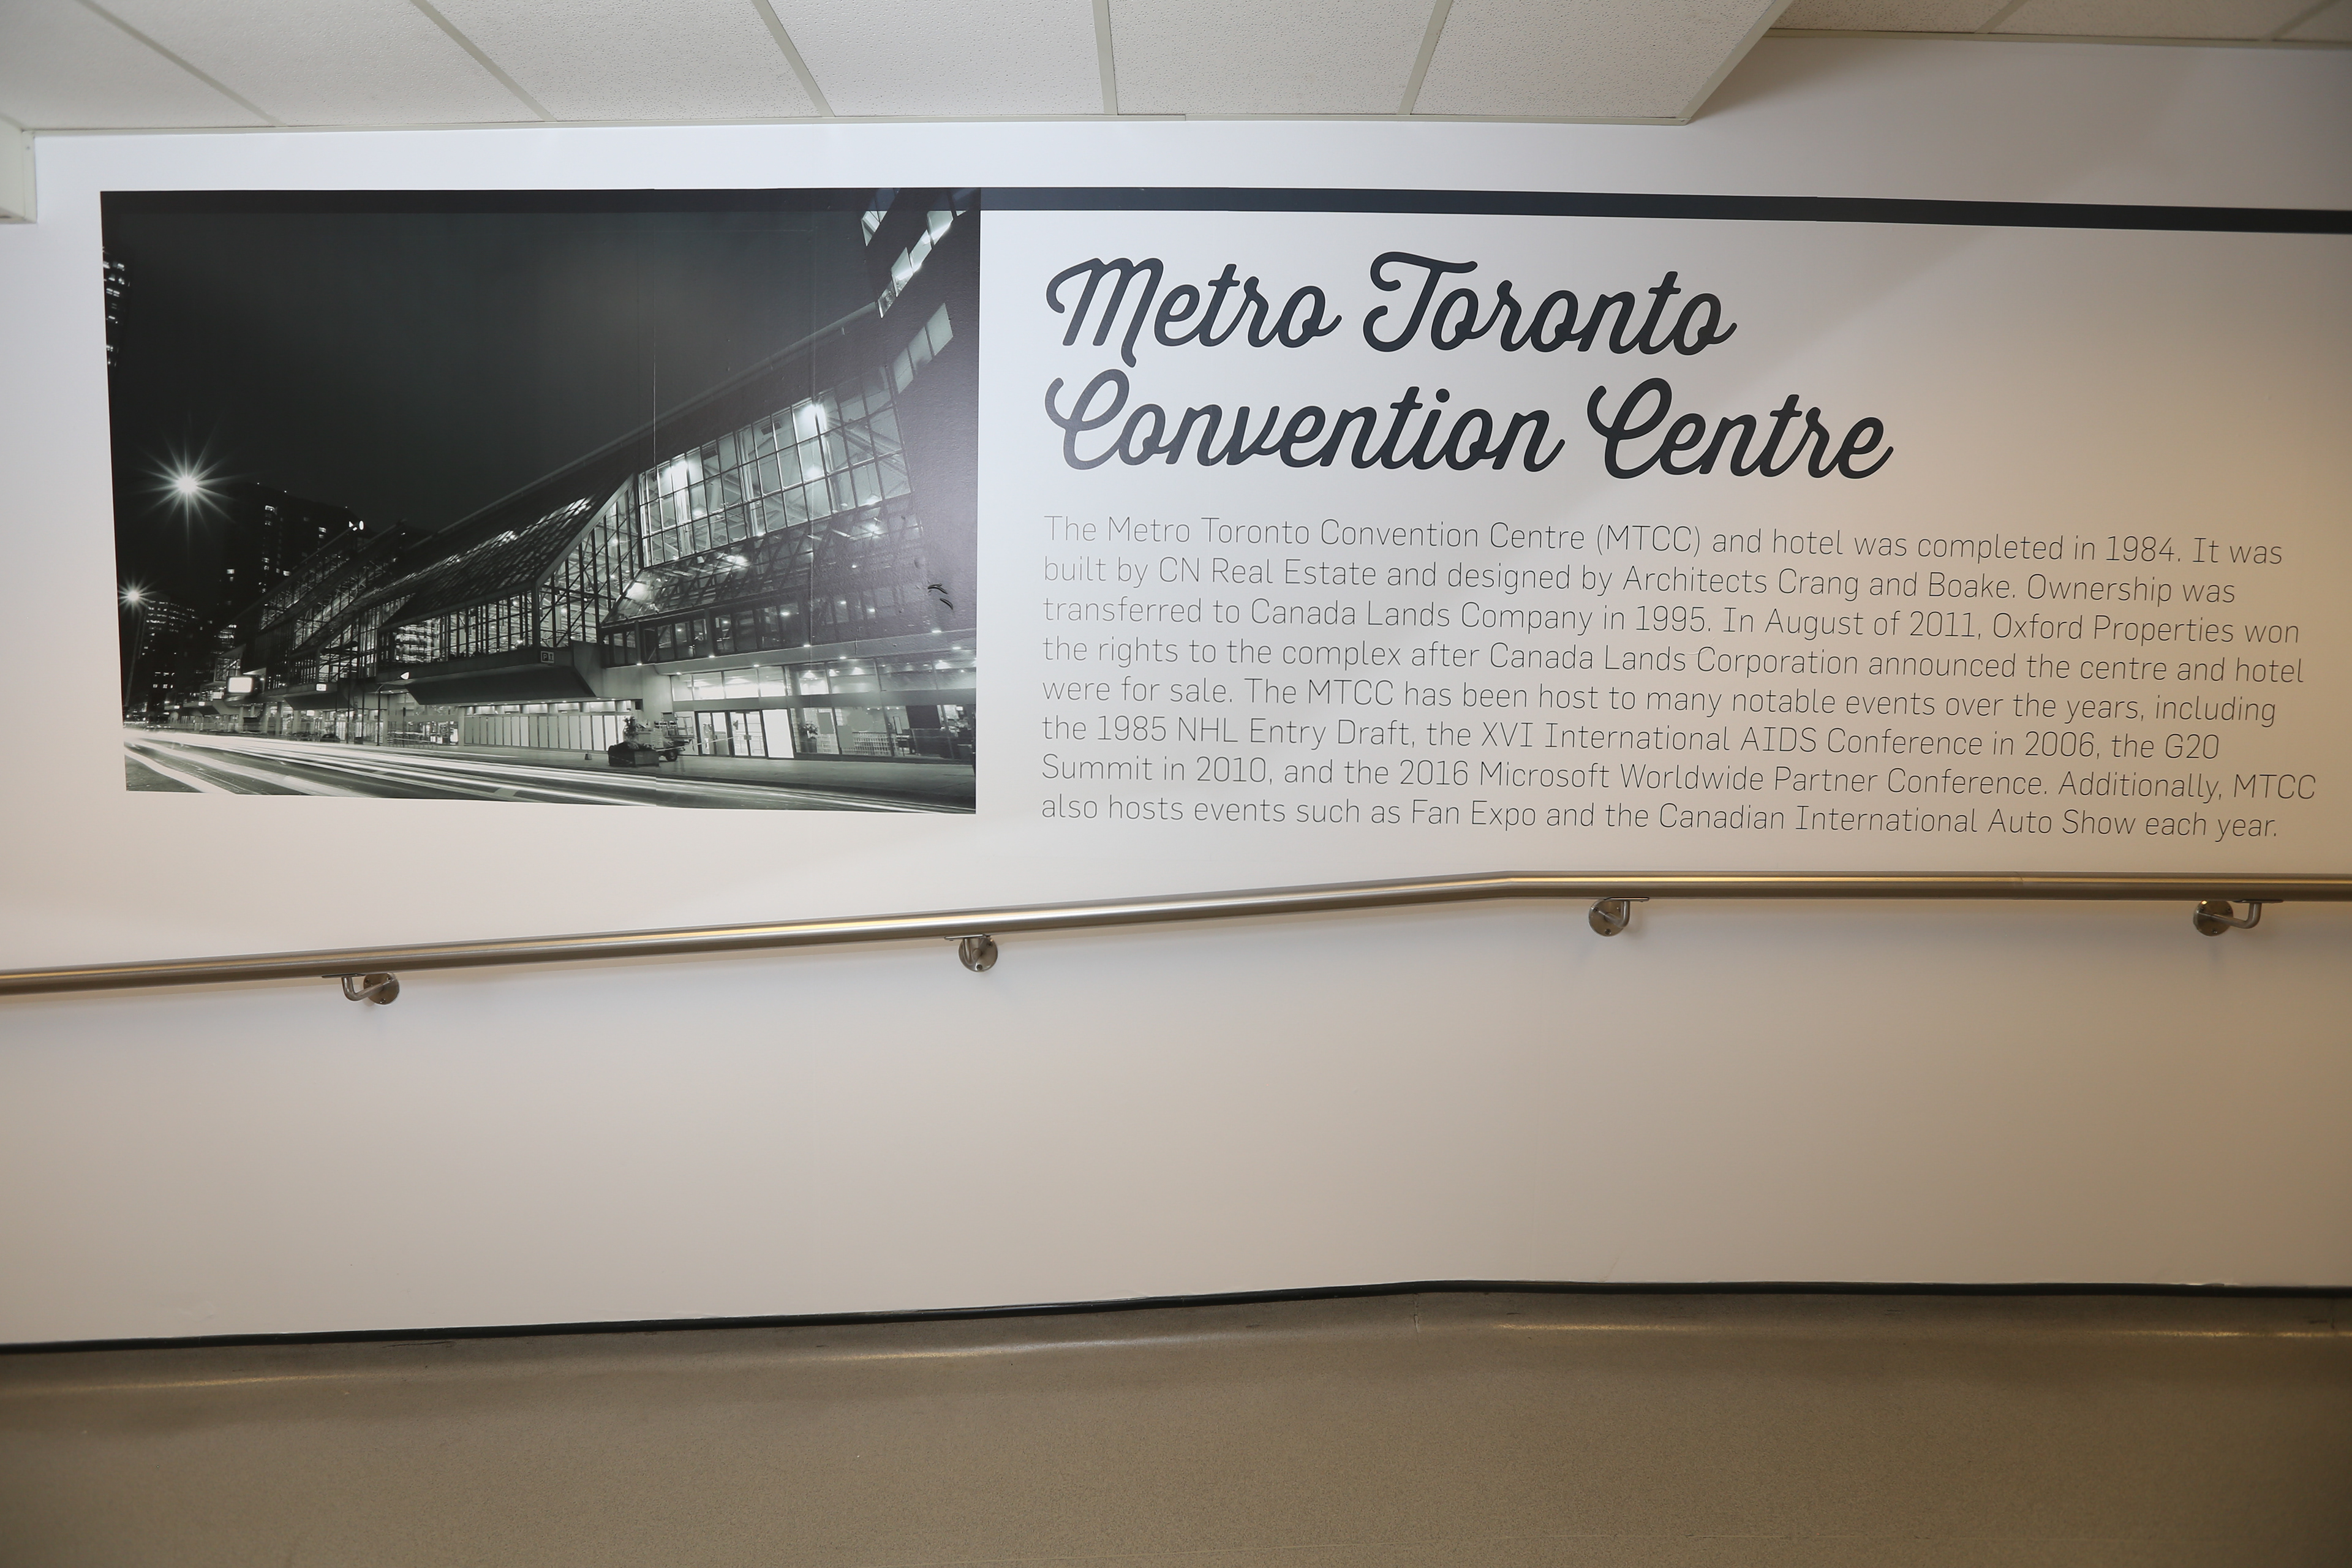 Metro Toronto
Convention Centre
The Metro Toronto Convention Centre (MTCC) and hotel was completed in 1984. It was
built by CN Real Estate and designed by Architects Crang and Boake. Ownership was
transferred to Canada Lands Company in 1995. In August of 2011, Oxford Properties won
the rights to the complex after Canada Lands Corporation announced the centre and hotel
were for sale. The MTCC has been host to many notable events over the years, including
the 1985 NHL Entry Draft, the XVI International AIDS Conference in 2006, the G20
Summit in 2010, and the 2016 Microsoft Worldwide Partner Conference. Additionally, MTCC
also hosts events such as Fan Expo and the Canadian International Auto Show each year.